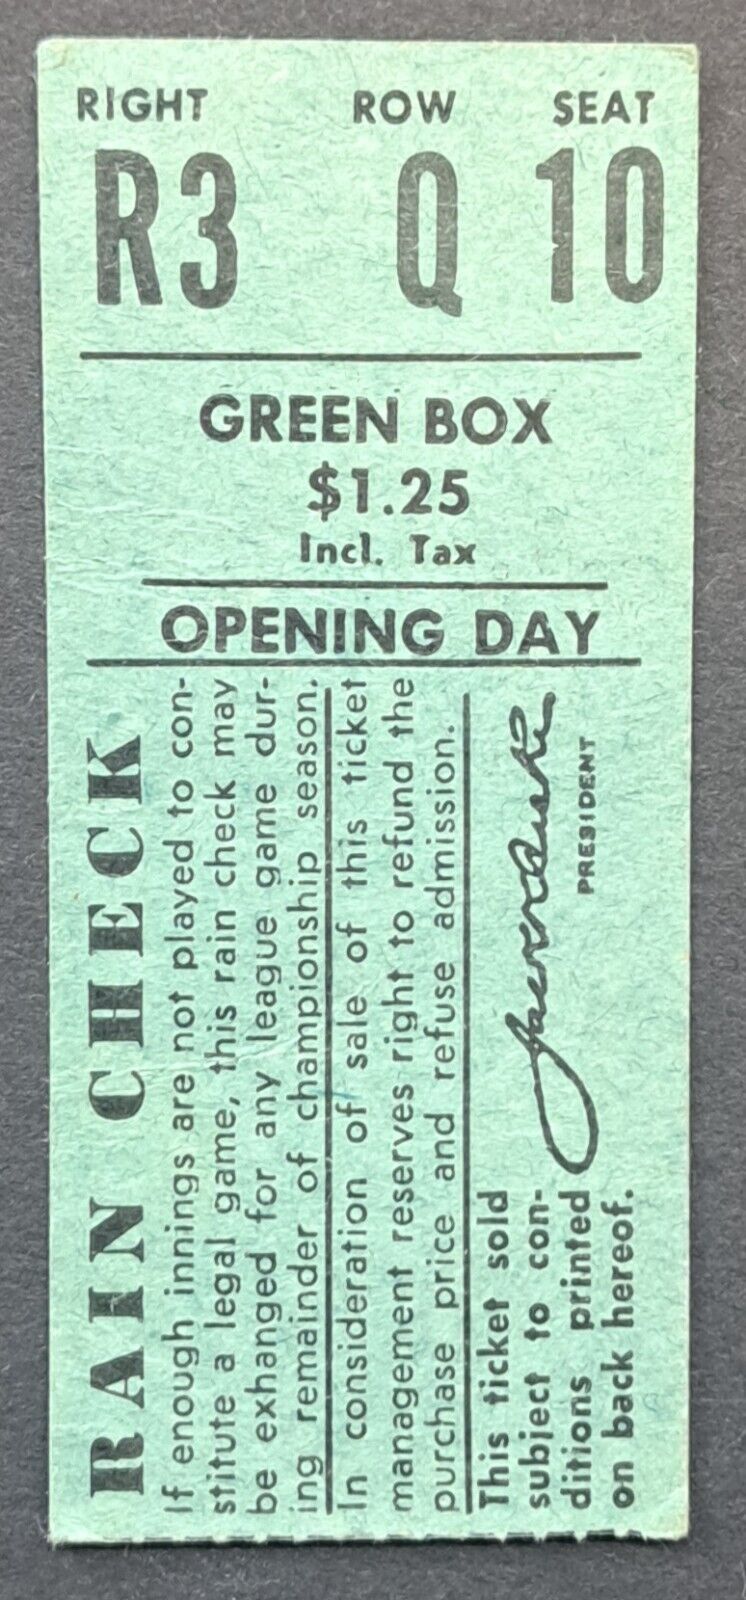 RIGHT ROW SEAT
R3 Q 10
GREEN BOX
$1.25
Incl. Tax
OPENING DAY
RAIN CHECK
If enough innings are not played to con-
stitute a legal game, this rain check may
be exhanged for any league game dur-
ing remainder of championship season.
In consideration of sale of this ticket
management reserves right to refund the
purchase price and refuse admission.
This ticket sold
subject to con-
ditions printed
on back hereof.
PRESIDENT